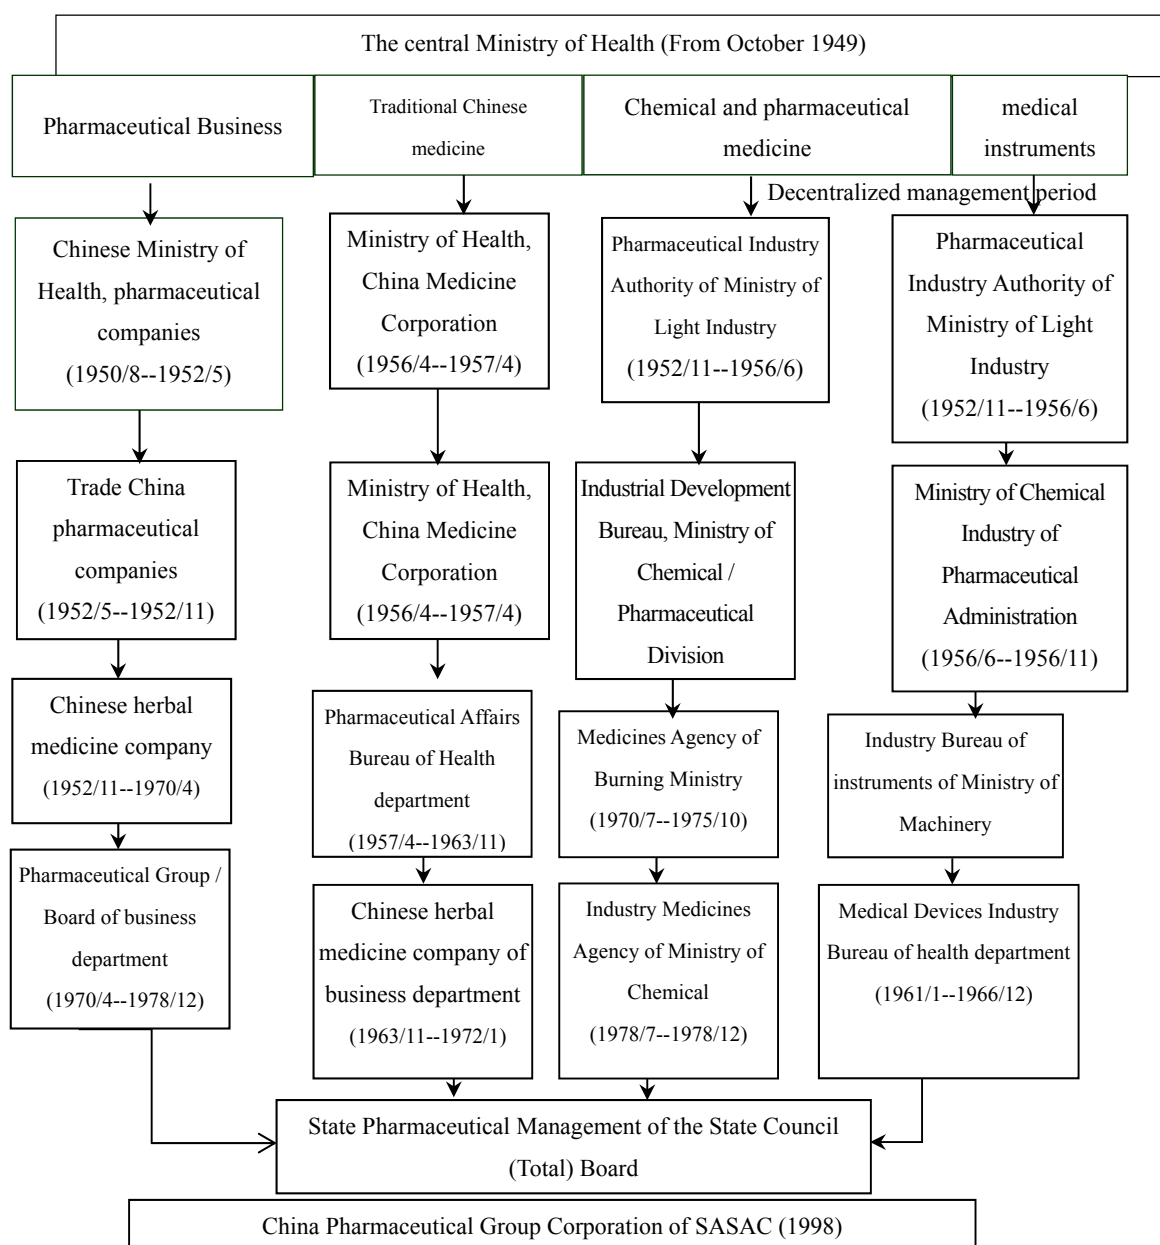 The central Ministry of Health (From October 1949)
Pharmaceutical Business
Traditional Chinese
medicine
Chemical and pharmaceutical
medicine
medical
instruments
Decentralized management period
Chinese Ministry of
Health, pharmaceutical
companies
(1950/8--1952/5)
Ministry of Health,
China Medicine
Corporation
(1956/4--1957/4)
Pharmaceutical Industry
Authority of Ministry of
Light Industry
(1952/11--1956/6)
Pharmaceutical
Industry Authority of
Ministry of Light
Industry
(1952/11--1956/6)
Trade China
pharmaceutical
companies
(1952/5--1952/11)
Ministry of Health,
China Medicine
Corporation
(1956/4--1957/4)
Industrial Development
Bureau, Ministry of
Chemical /
Pharmaceutical
Division
Ministry of Chemical
Industry of
Pharmaceutical
Administration
(1956/6--1956/11)
Chinese herbal
medicine company
(1952/11--1970/4)
Pharmaceutical Affairs
Bureau of Health
department
(1957/4--1963/11)
Medicines Agency of
Burning Ministry
(1970/7--1975/10)
Industry Bureau of
instruments of Ministry of
Machinery
Pharmaceutical Group /
Board of business
department
(1970/4--1978/12)
Chinese herbal
medicine company of
business department
(1963/11--1972/1)
Industry Medicines
Agency of Ministry of
Chemical
(1978/7--1978/12)
Medical Devices Industry
Bureau of health department
(1961/1--1966/12)
State Pharmaceutical Management of the State Council
(Total) Board
China Pharmaceutical Group Corporation of SASAC (1998)